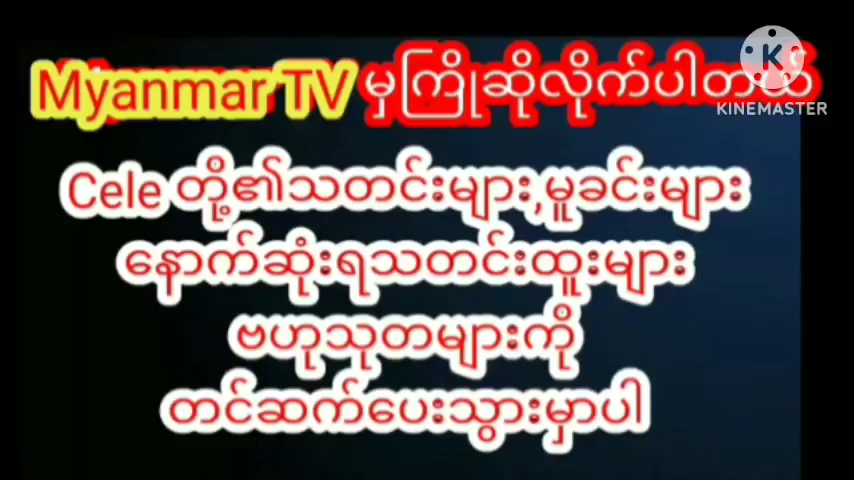 Myanmar TV မှကြိုဆိုလိုက်ပါတယ်
KINEMASTER
Cele တို့၏သတင်းများ,မူခင်းများ
နောက်ဆုံးရသတင်းထူးများ
ဗဟုသုတများကို
တင်ဆက်ပေးသွားမှာပါ